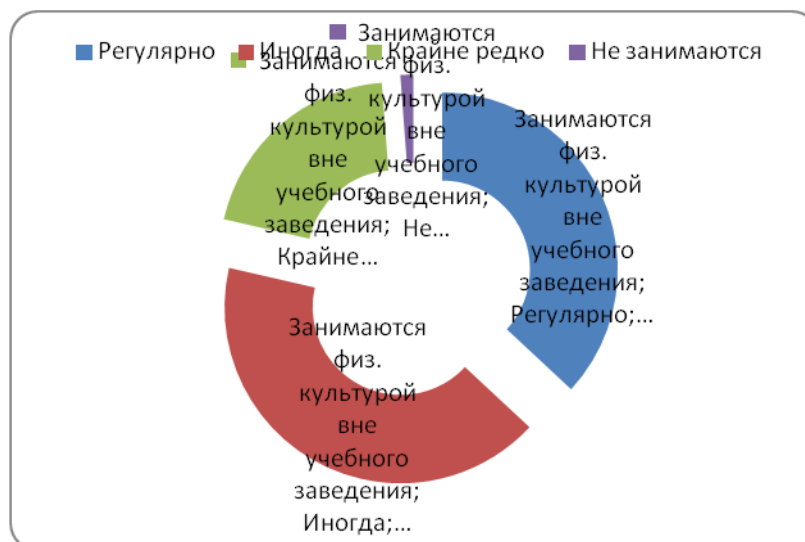 Регулярно Иногда Крайне редко Не занимаются
Занимаются
физ.
культурой
вне
учебного
заведения;
Не...
Занимаются
физ.
культурой
вне
учебного
заведения;
Крайне...
Занимаются
физ.
культурой
вне
учебного
заведения;
Регулярно;...
Занимаются
физ.
культурой
вне
учебного
заведения;
Иногда;...